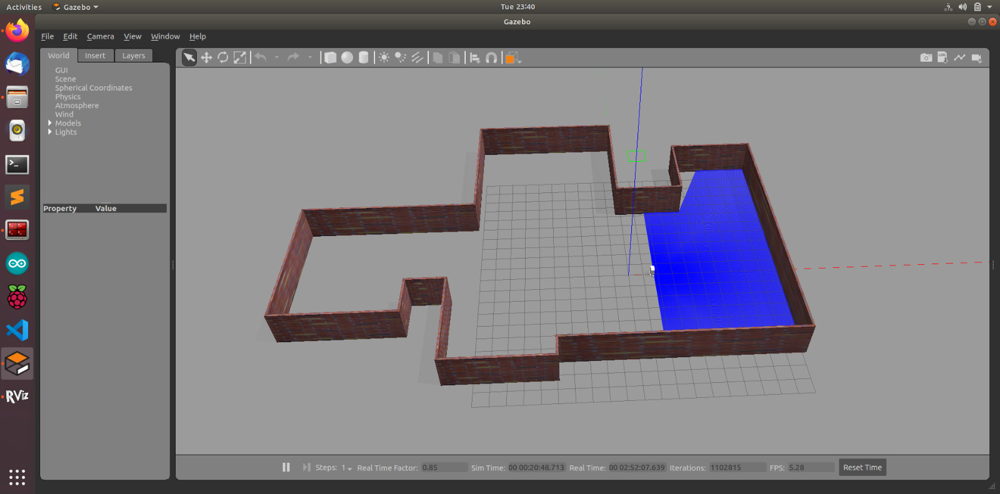 Activities Gazebo Tue 23:40
Gazebo
File Edit Camera View Window Help
World Insert Layers
GUI
Scene
Spherical Coordinates
Physics
Atmosphere
Wind
Models
Lights
Property Value
LOG
RViz
Steps: 1 Real Time Factor: 0.85 Sim Time: 00 00:20:48.713 Real Time: 00 02:52:07.639 Iterations: 1102815 FPS: 5.28 Reset Time